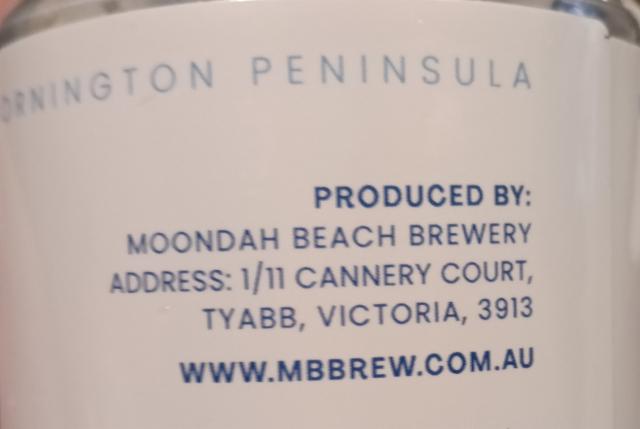 ORNINGTON PENINSULA
PRODUCED BY:
MOONDAH BEACH BREWERY
ADDRESS: 1/11 CANNERY COURT,
TYABB, VICTORIA, 3913
WWW.MBBREW.COM.AU